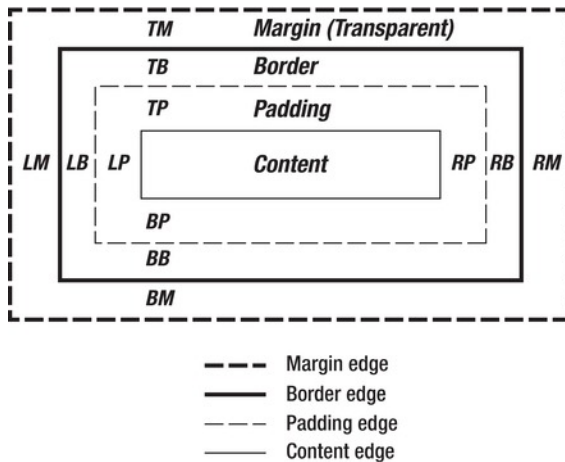 TM Margin (Transparent)
TB Border
TP Padding
LM LB LP Content RP RB RM
BP
BB
BM
Margin edge
Border edge
Padding edge
Content edge